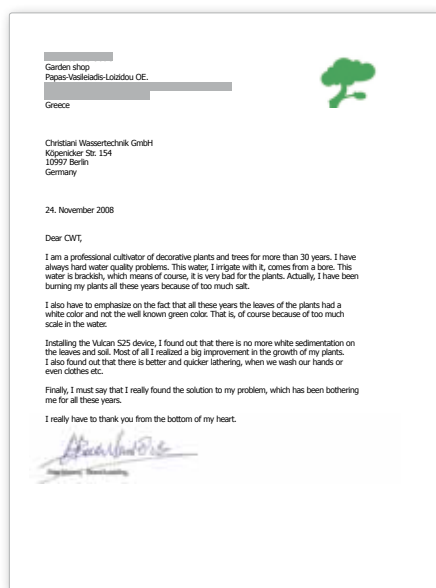 Garden shop
Papas-Vasileiadis-Loizidou OE.
Greece
Christiani Wassertechnik GmbH
Köpenicker Str. 154
10997 Berlin
Germany
24. November 2008
Dear CWT,
I am a professional cultivator of decorative plants and trees for more than 30 years. I have
always hard water quality problems. This water, I irrigate with it, comes from a bore. This
water is brackish, which means of course, it is very bad for the plants. Actually, I have been
burning my plants all these years because of too much salt.
I also have to emphasize on the fact that all these years the leaves of the plants had a
white color and not the well known green color. That is, of course because of too much
scale in the water.
Installing the Vulcan S25 device, I found out that there is no more white sedimentation on
the leaves and soil. Most of all I realized a big improvement in the growth of my plants.
I also found out that there is better and quicker lathering, when we wash our hands or
even clothes etc.
Finally, I must say that I really found the solution to my problem, which has been bothering
me for all these years.
I really have to thank you from the bottom of my heart.